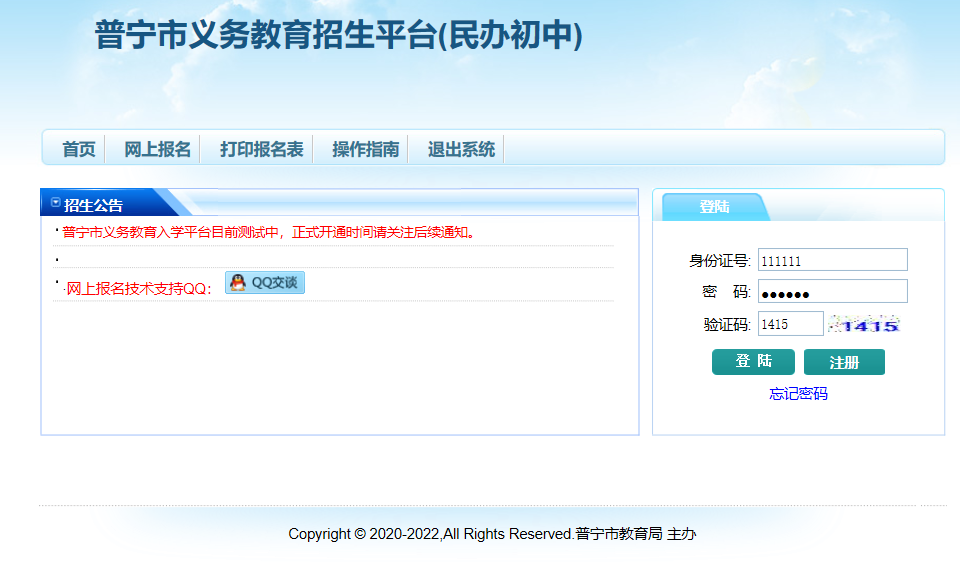 普宁市义务教育招生平台(民办初中)
首页 网上报名 打印报名表 操作指南 退出系统
招生公告
· 普宁市义务教育入学平台目前测试中，正式开通时间请关注后续通知。
·
· ·网上报名技术支持QQ： QQ交谈
登陆
身份证号: 111111
密 码: ●●●●●●
验证码: 1415 1415
登 陆 注册
忘记密码
Copyright © 2020-2022,All Rights Reserved.普宁市教育局 主办